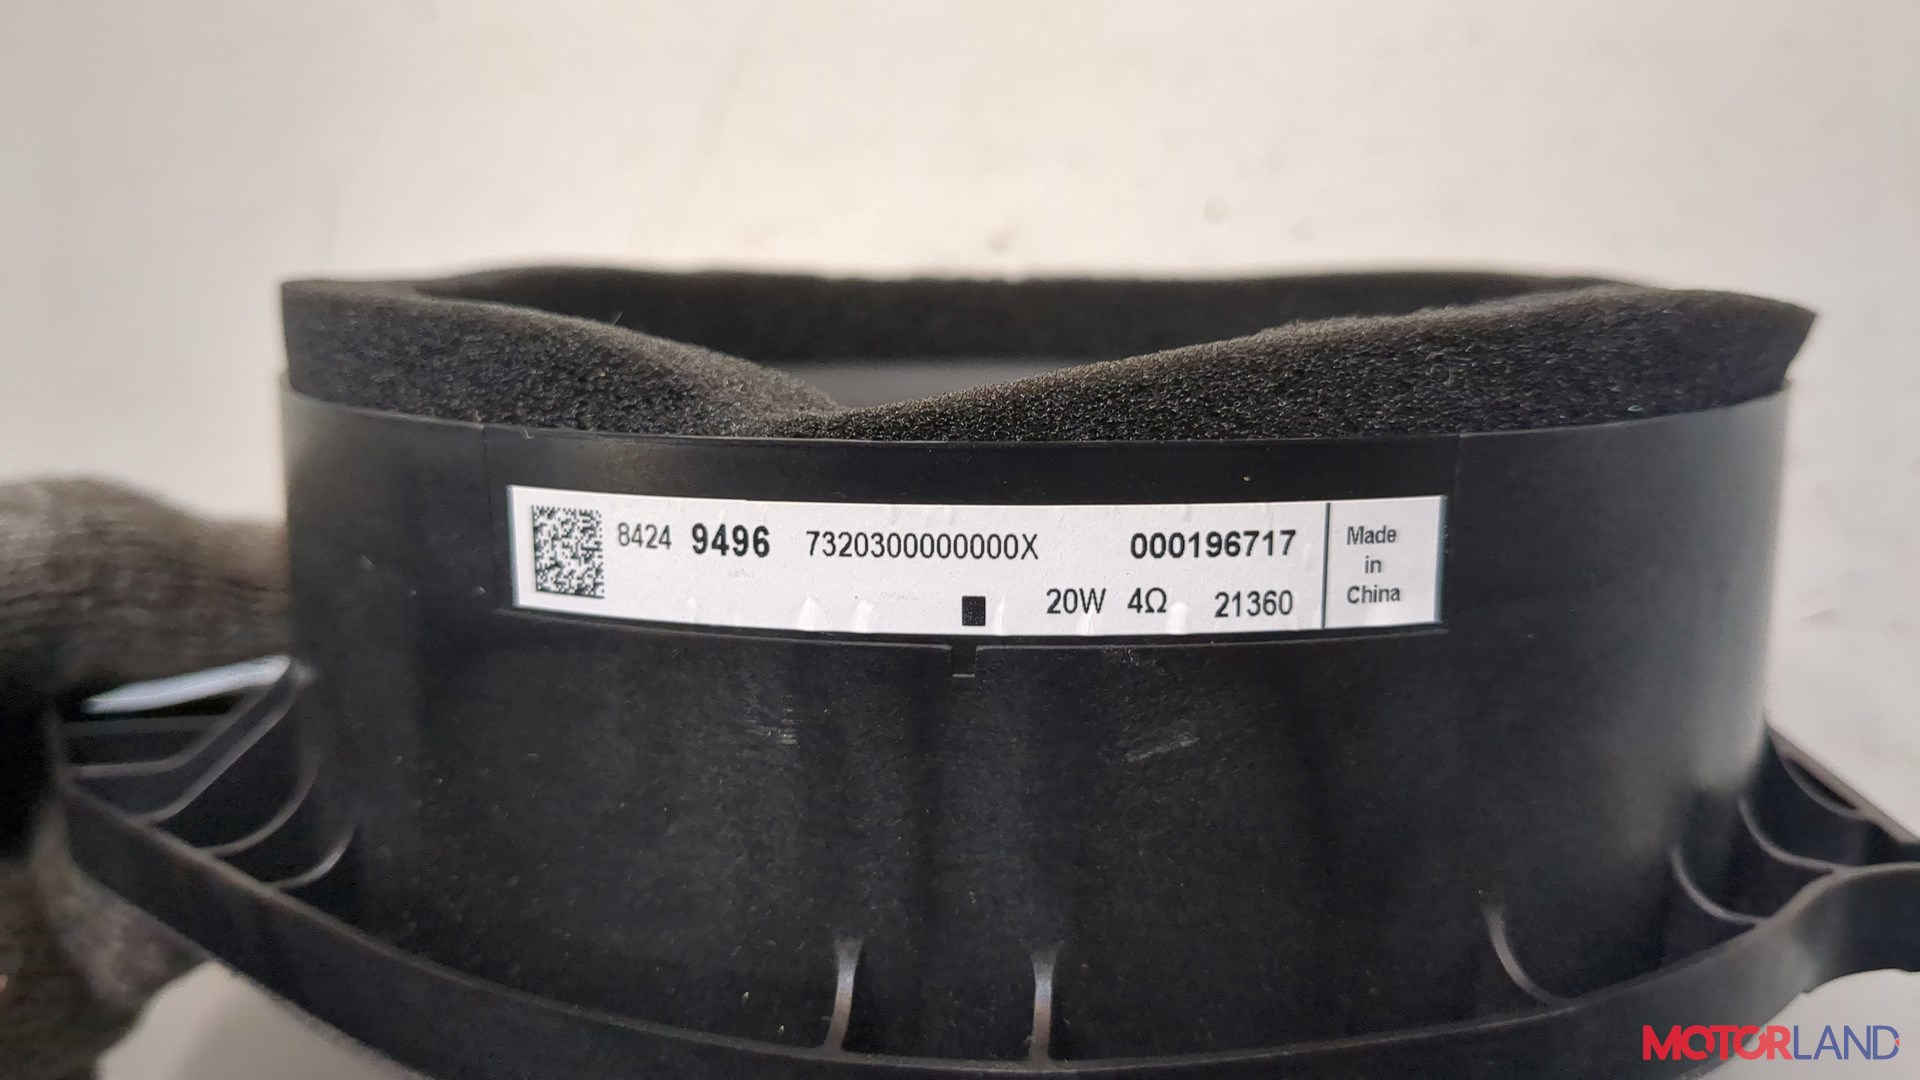 8424 9496 7320300000000X 000196717
20W 4Ω 21360
Made
in
China
MOTORLAND